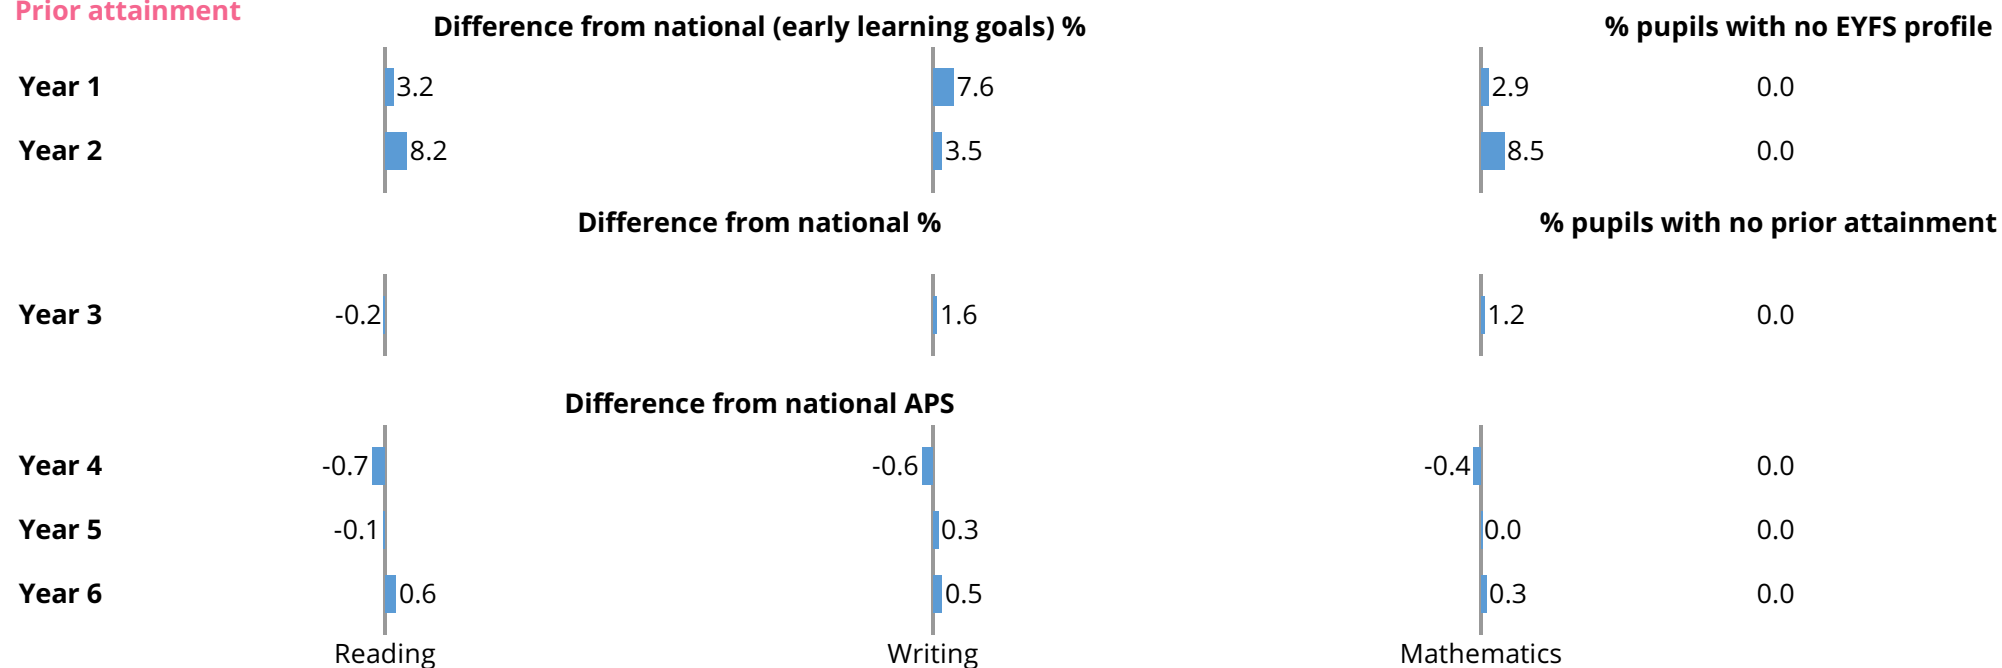 Prior attainment
Difference from national (early learning goals) % % pupils with no EYFS profile
Year 1 3.2 7.6 2.9 0.0
Year 2 8.2 3.5 8.5 0.0
Difference from national % % pupils with no prior attainment
Year 3 -0.2 1.6 1.2 0.0
Difference from national APS
Year 4 -0.7 -0.6 -0.4 0.0
Year 5 -0.1 0.3 0.0 0.0
Year 6 0.6 0.5 0.3 0.0
Reading Writing Mathematics